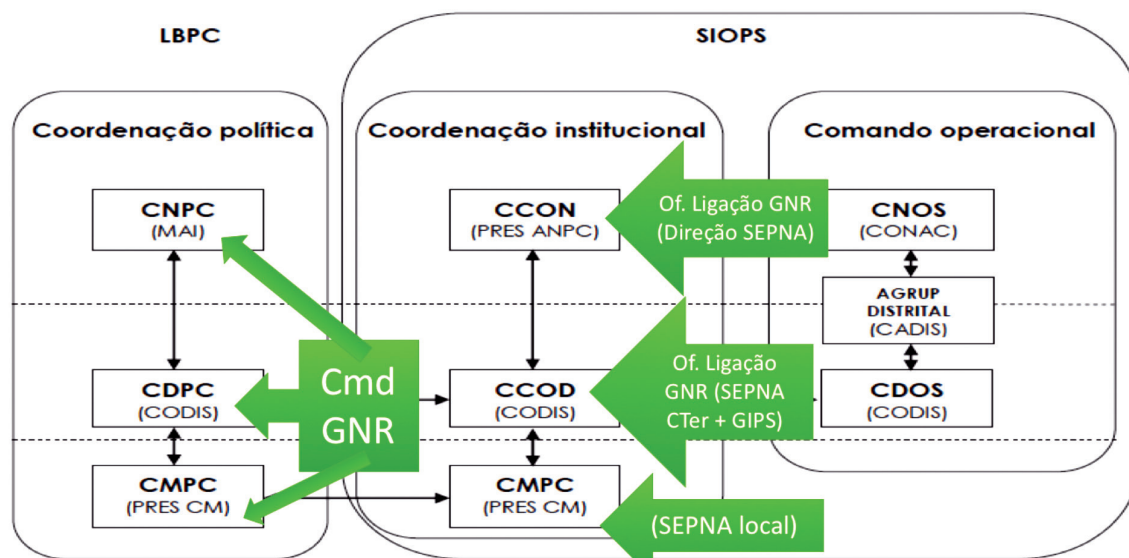 LBPC
SIOPS
Coordenação política
Coordenação institucional
Comando operacional
CNPC
(MAI)
CCON
(PRES ANPC)
Of. Ligação GNR
(Direção SEPNA)
CNOS
(CONAC)
AGRUP
DISTRITAL
(CADIS)
Cmd
GNR
CDPC
(CODIS)
CCOD
(CODIS)
Of. Ligação
GNR (SEPNA
CTer + GIPS)
CDOS
(CODIS)
CMPC
(PRES CM)
CMPC
(PRES CM)
(SEPNA local)